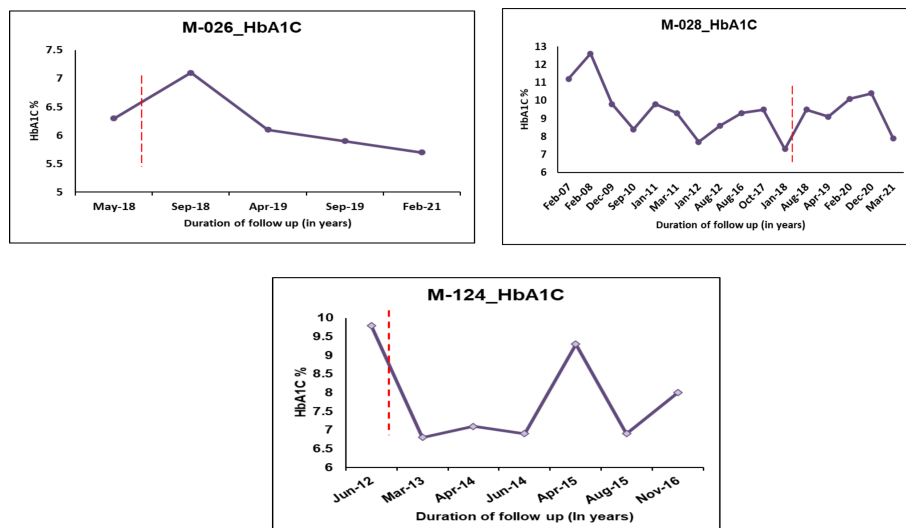 M-026_HbA1C
7.5
7
6.5
6
5.5
5
HbA1C %
May-18 Sep-18 Apr-19 Sep-19 Feb-21
Duration of follow up (in years)
M-028_HbA1C
13
12
11
10
9
8
7
6
HbA1C %
Feb-07 Feb-08 Dec-09 Sep-10 Jan-11 Mar-11 Jan-12 Aug-12 Aug-16 Oct-17 Jan-18 Aug-18 Apr-19 Feb-20 Dec-20 Mar-21
Duration of follow up (in years)
M-124_HbA1C
10
9.5
9
8.5
8
7.5
7
6.5
6
HbA1C %
Jun-12 Mar-13 Apr-14 Jun-14 Apr-15 Aug-15 Nov-16
Duration of follow up (In years)